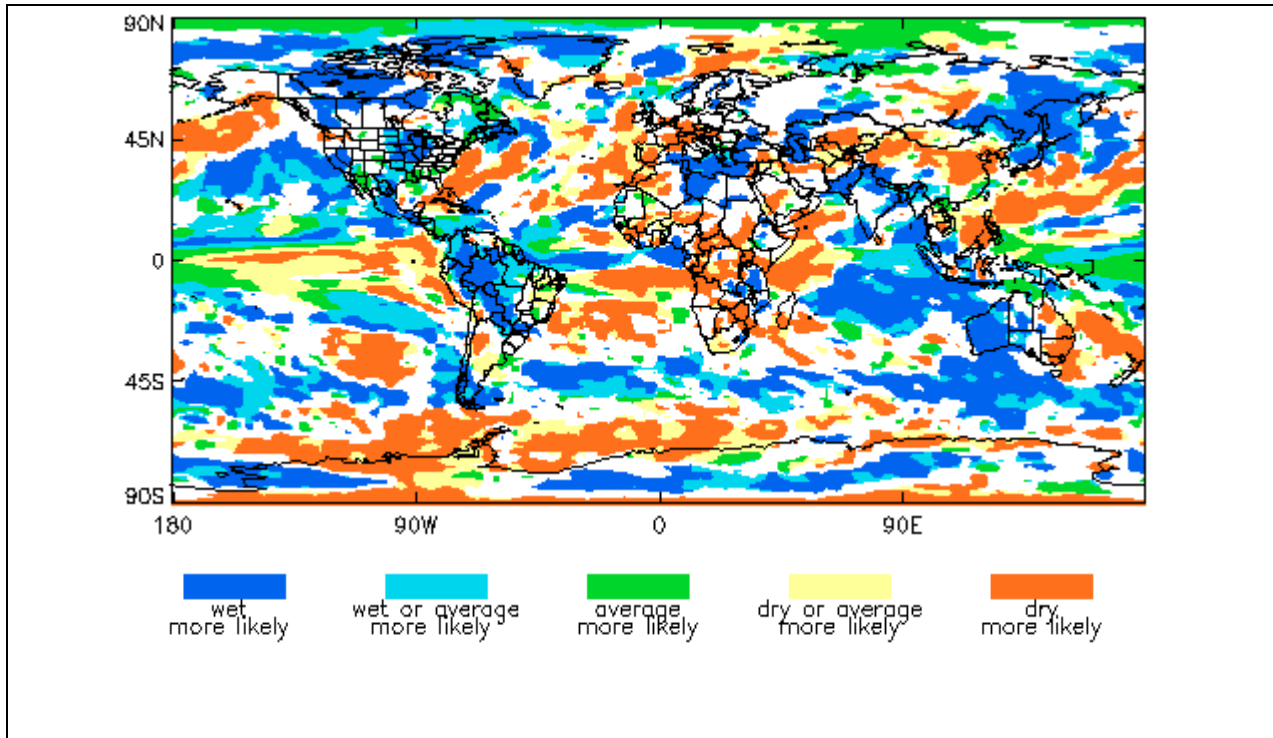 90N
45N
0
45S
90S
180 90W 0 90E
wet wet or average average dry or average dry
more likely more likely more likely more likely more likely